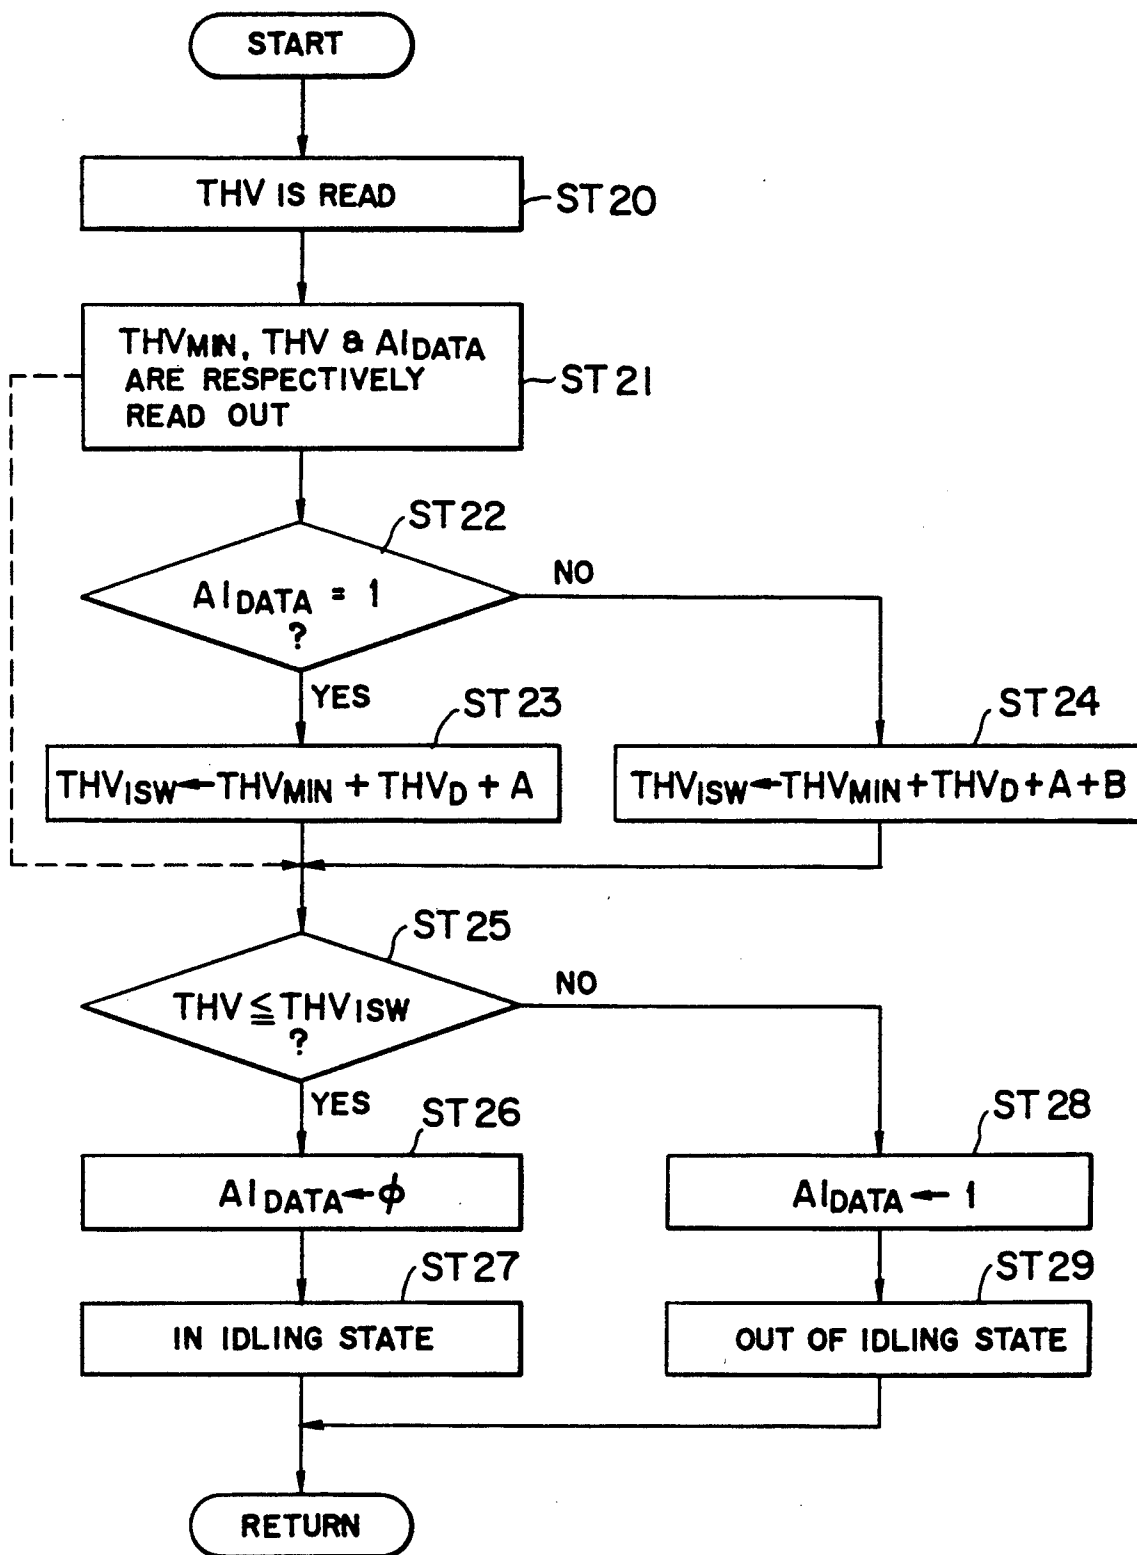 START
THV IS READ
ST20
THVMIN, THV & AIDATA
ARE RESPECTIVELY
READ OUT
ST21
ST22
AIDATA = 1
?
NO
YES
ST23
THVISW←THVMIN + THVD + A
ST24
THVISW←THVMIN+THVD+A+B
ST25
THV ≦ THVISW
?
NO
YES
ST26
AIDATA←ϕ
ST28
AIDATA ← 1
ST27
IN IDLING STATE
ST29
OUT OF IDLING STATE
RETURN